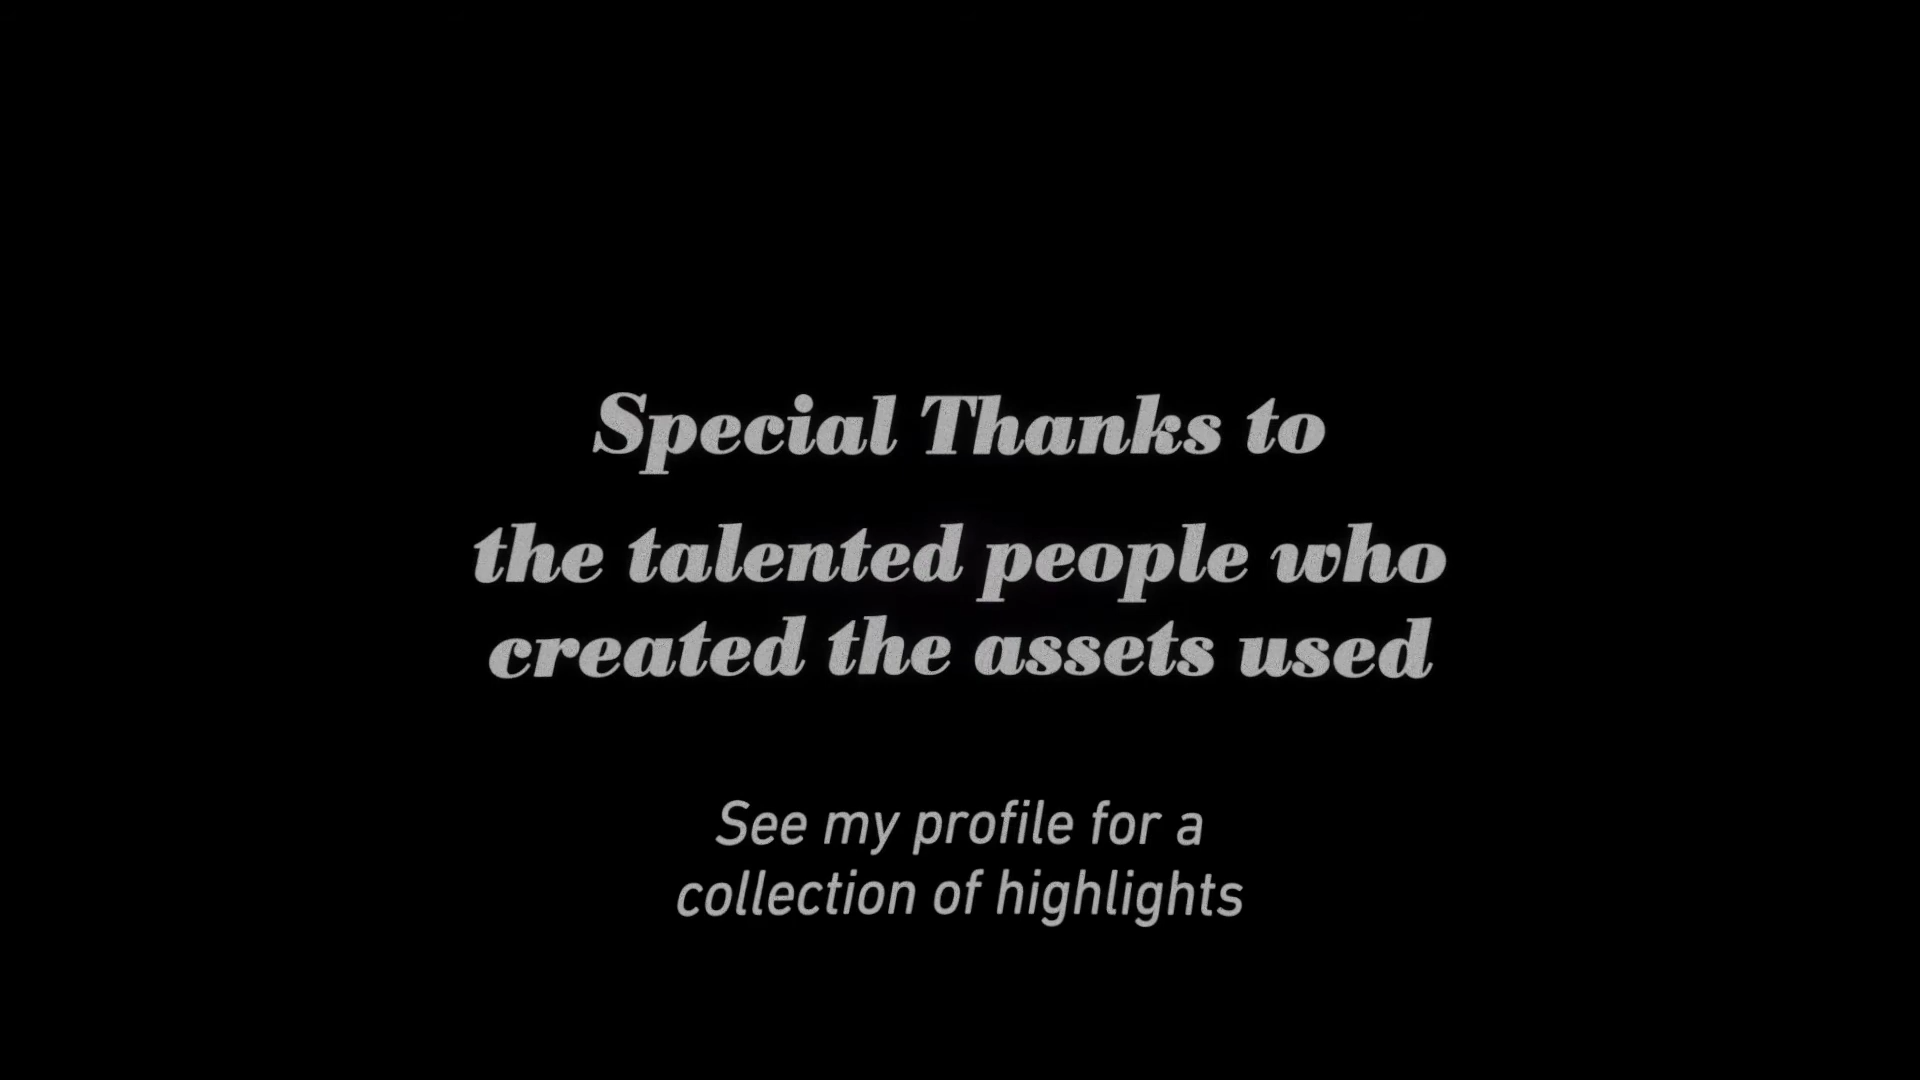 Special Thanks to
the talented people who
created the assets used
See my profile for a
collection of highlights